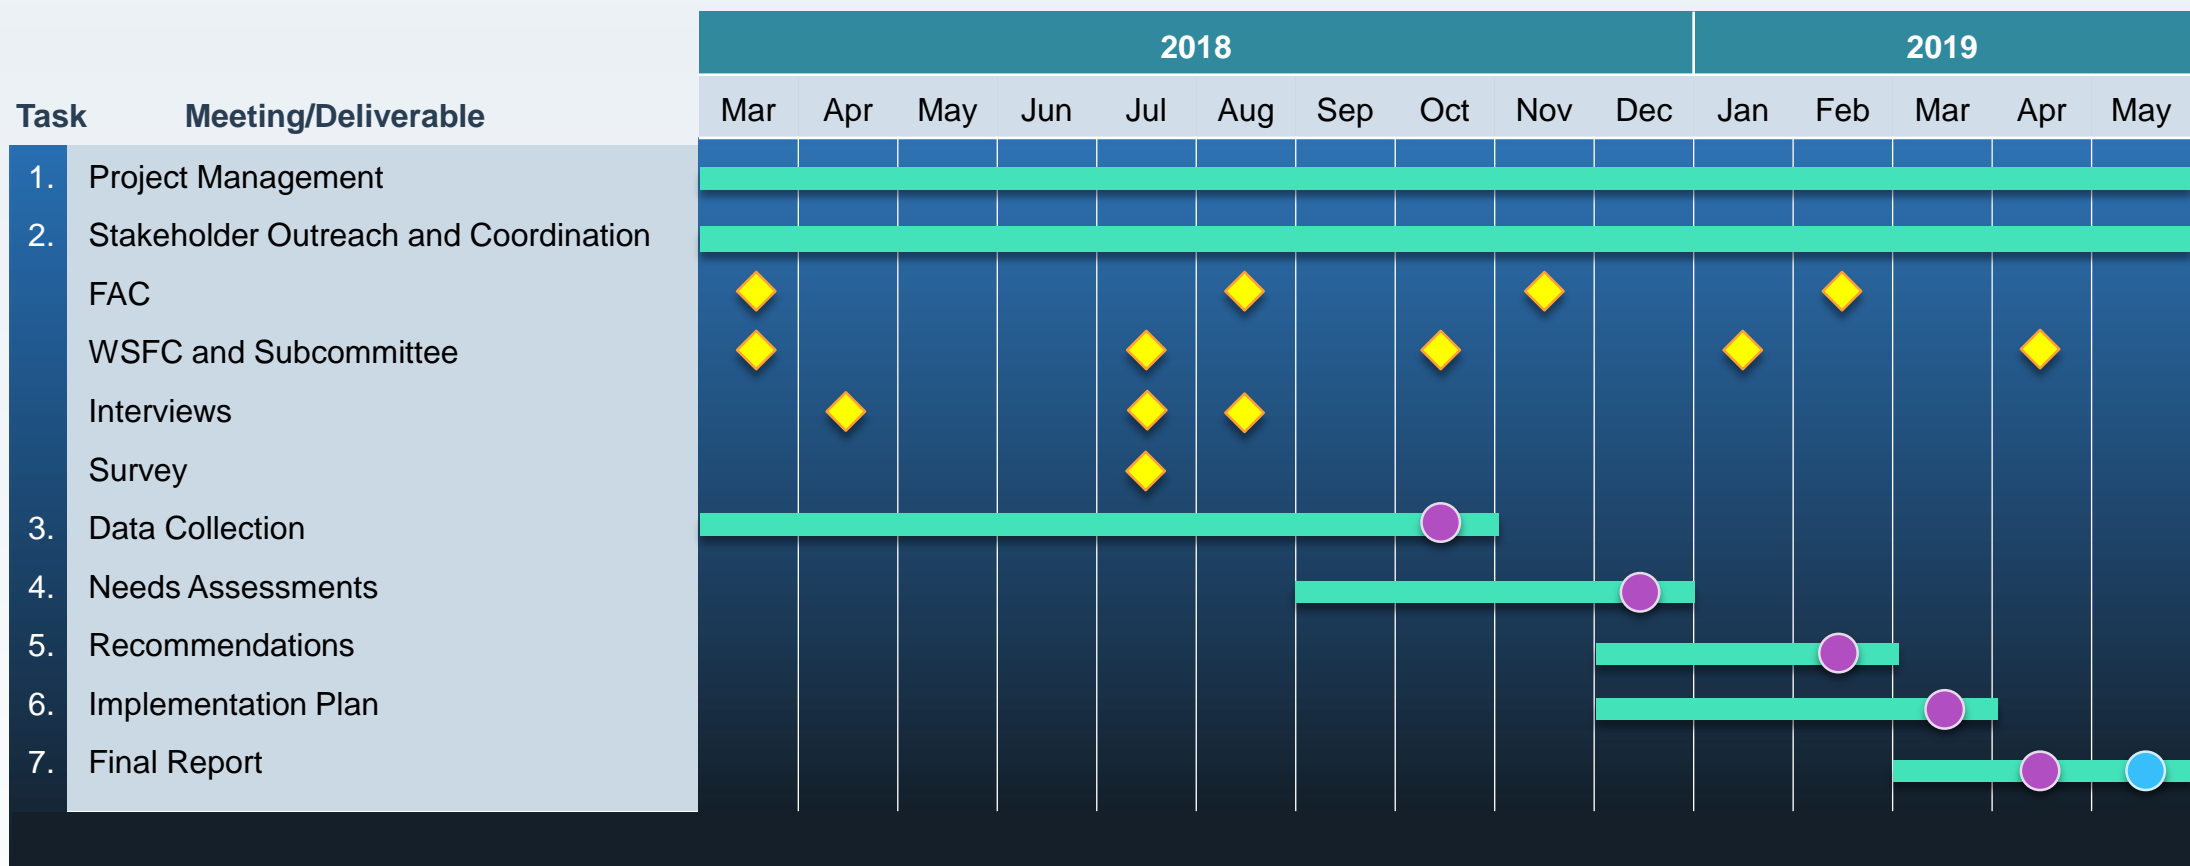 2018 2019
Task Meeting/Deliverable Mar Apr May Jun Jul Aug Sep Oct Nov Dec Jan Feb Mar Apr May
1. Project Management
2. Stakeholder Outreach and Coordination
FAC
WSFC and Subcommittee
Interviews
Survey
3. Data Collection
4. Needs Assessments
5. Recommendations
6. Implementation Plan
7. Final Report